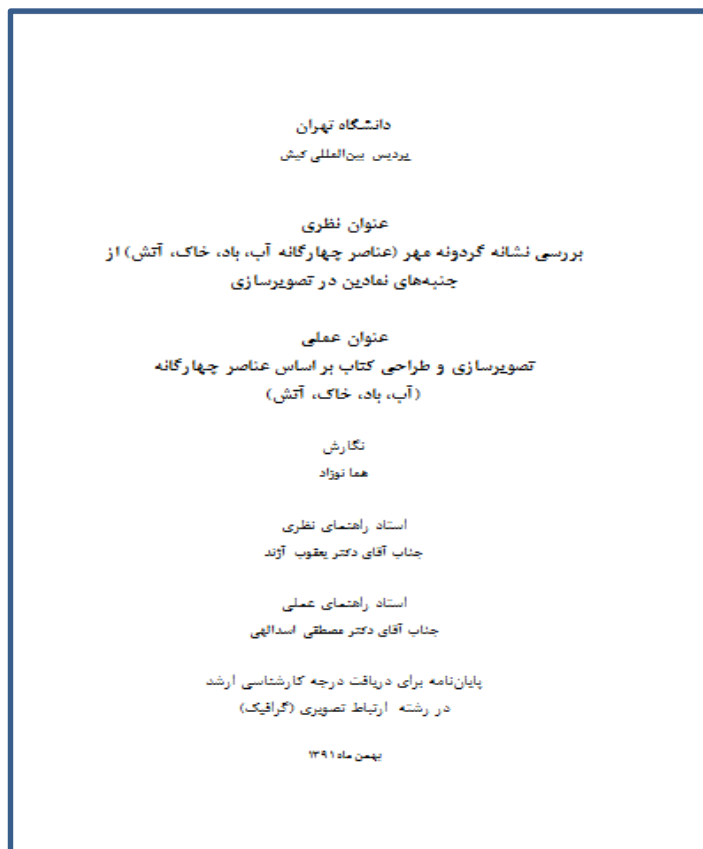 دانشگاه تهران
پردیس بین‌المللی کیش
عنوان نظری
بررسی نشانه گردونه مهر (عناصر چهارگانه آب، باد، خاک، آتش) از
جنبه‌های نمادین در تصویرسازی
عنوان عملی
تصویرسازی و طراحی کتاب بر اساس عناصر چهارگانه
(آب، باد، خاک، آتش)
نگارش
هما نوژاد
استاد راهنمای نظری
جناب آقای دکتر یعقوب آژند
استاد راهنمای عملی
جناب آقای دکتر مصطفی اسدالهی
پایان‌نامه برای دریافت درجه کارشناسی ارشد
در رشته ارتباط تصویری (گرافیک)
بهمن ماه ۱۳۹۱